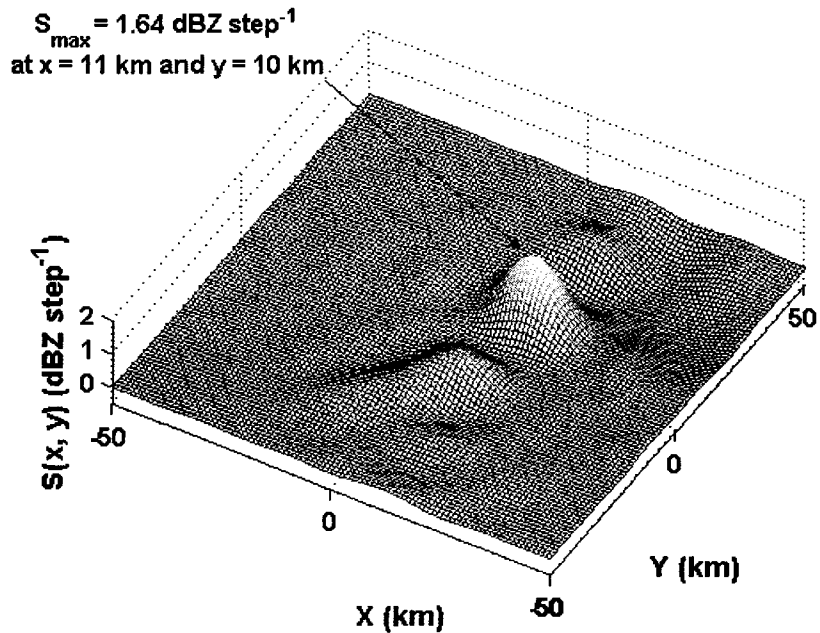 S_max = 1.64 dBZ step⁻¹
at x = 11 km and y = 10 km
S(x, y) (dBZ step⁻¹)
2
1
0
-50
0
-50
X (km)
50
0
Y (km)